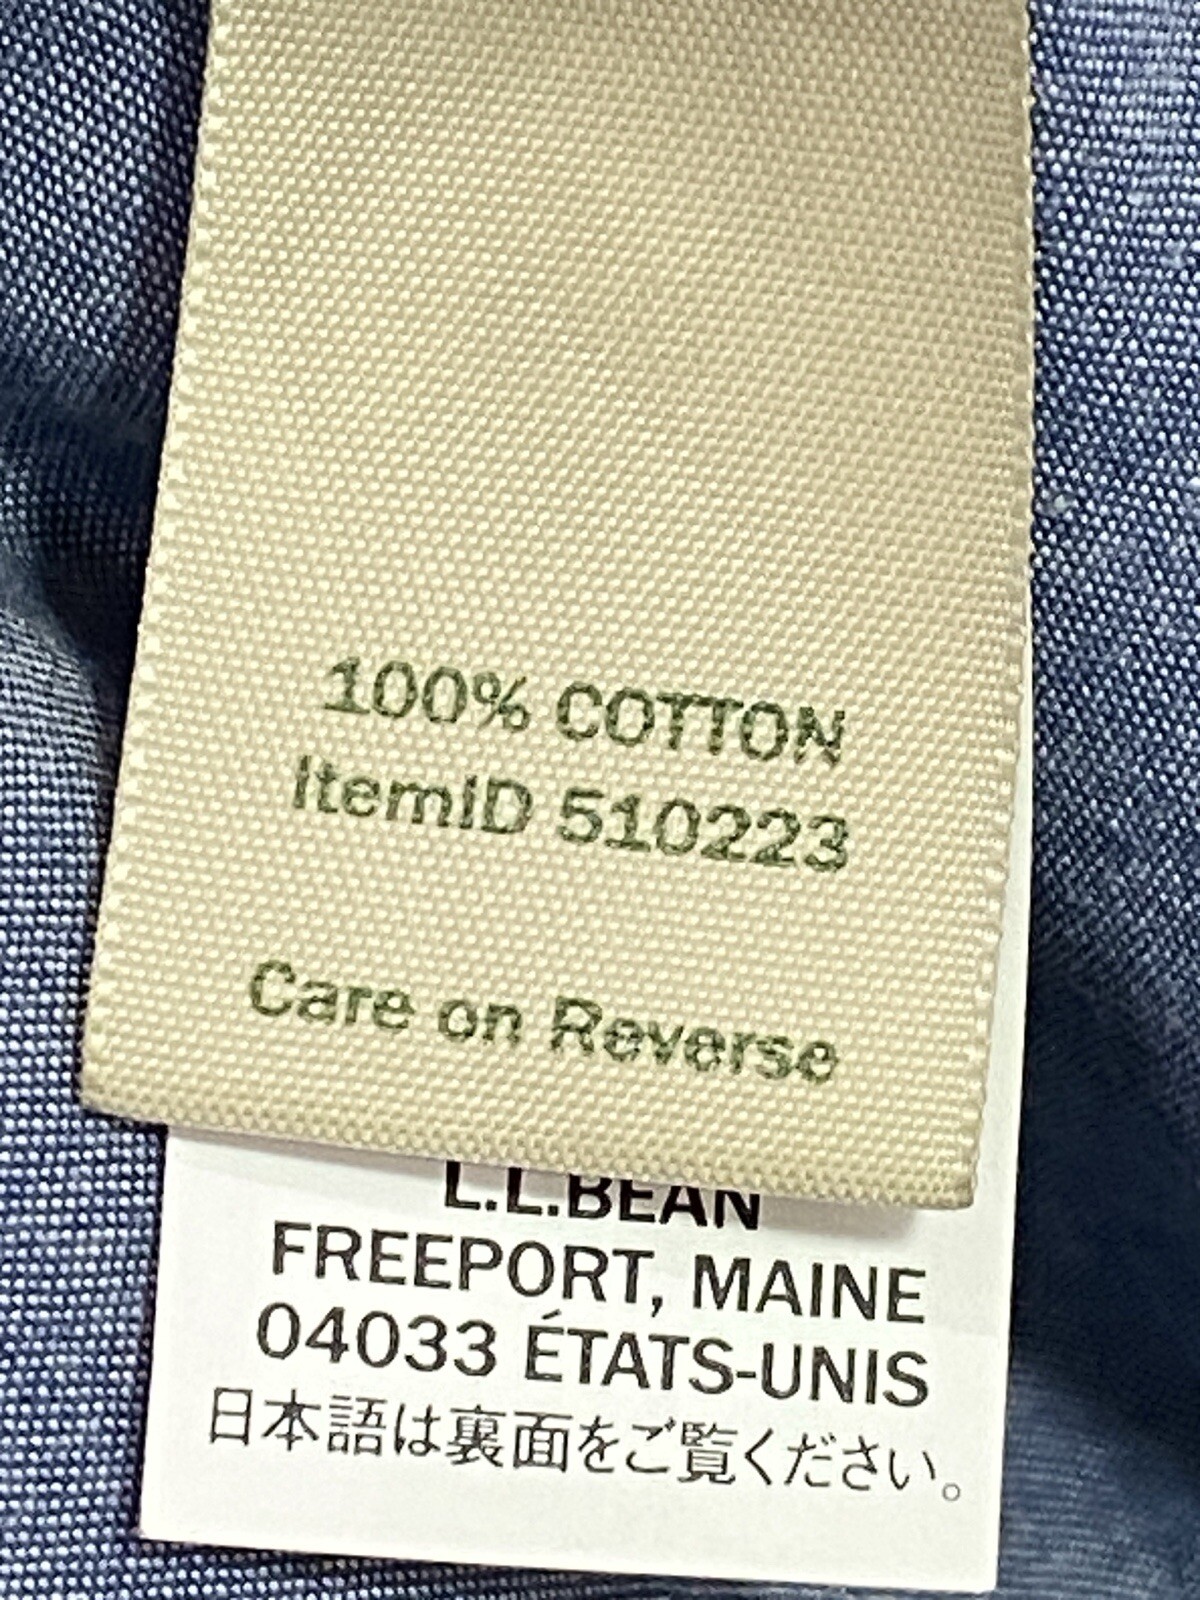 100% COTTON
ItemID 510223
Care on Reverse
L.L.BEAN
FREEPORT, MAINE
04033 ÉTATS-UNIS
日本語は裏面をご覧ください。